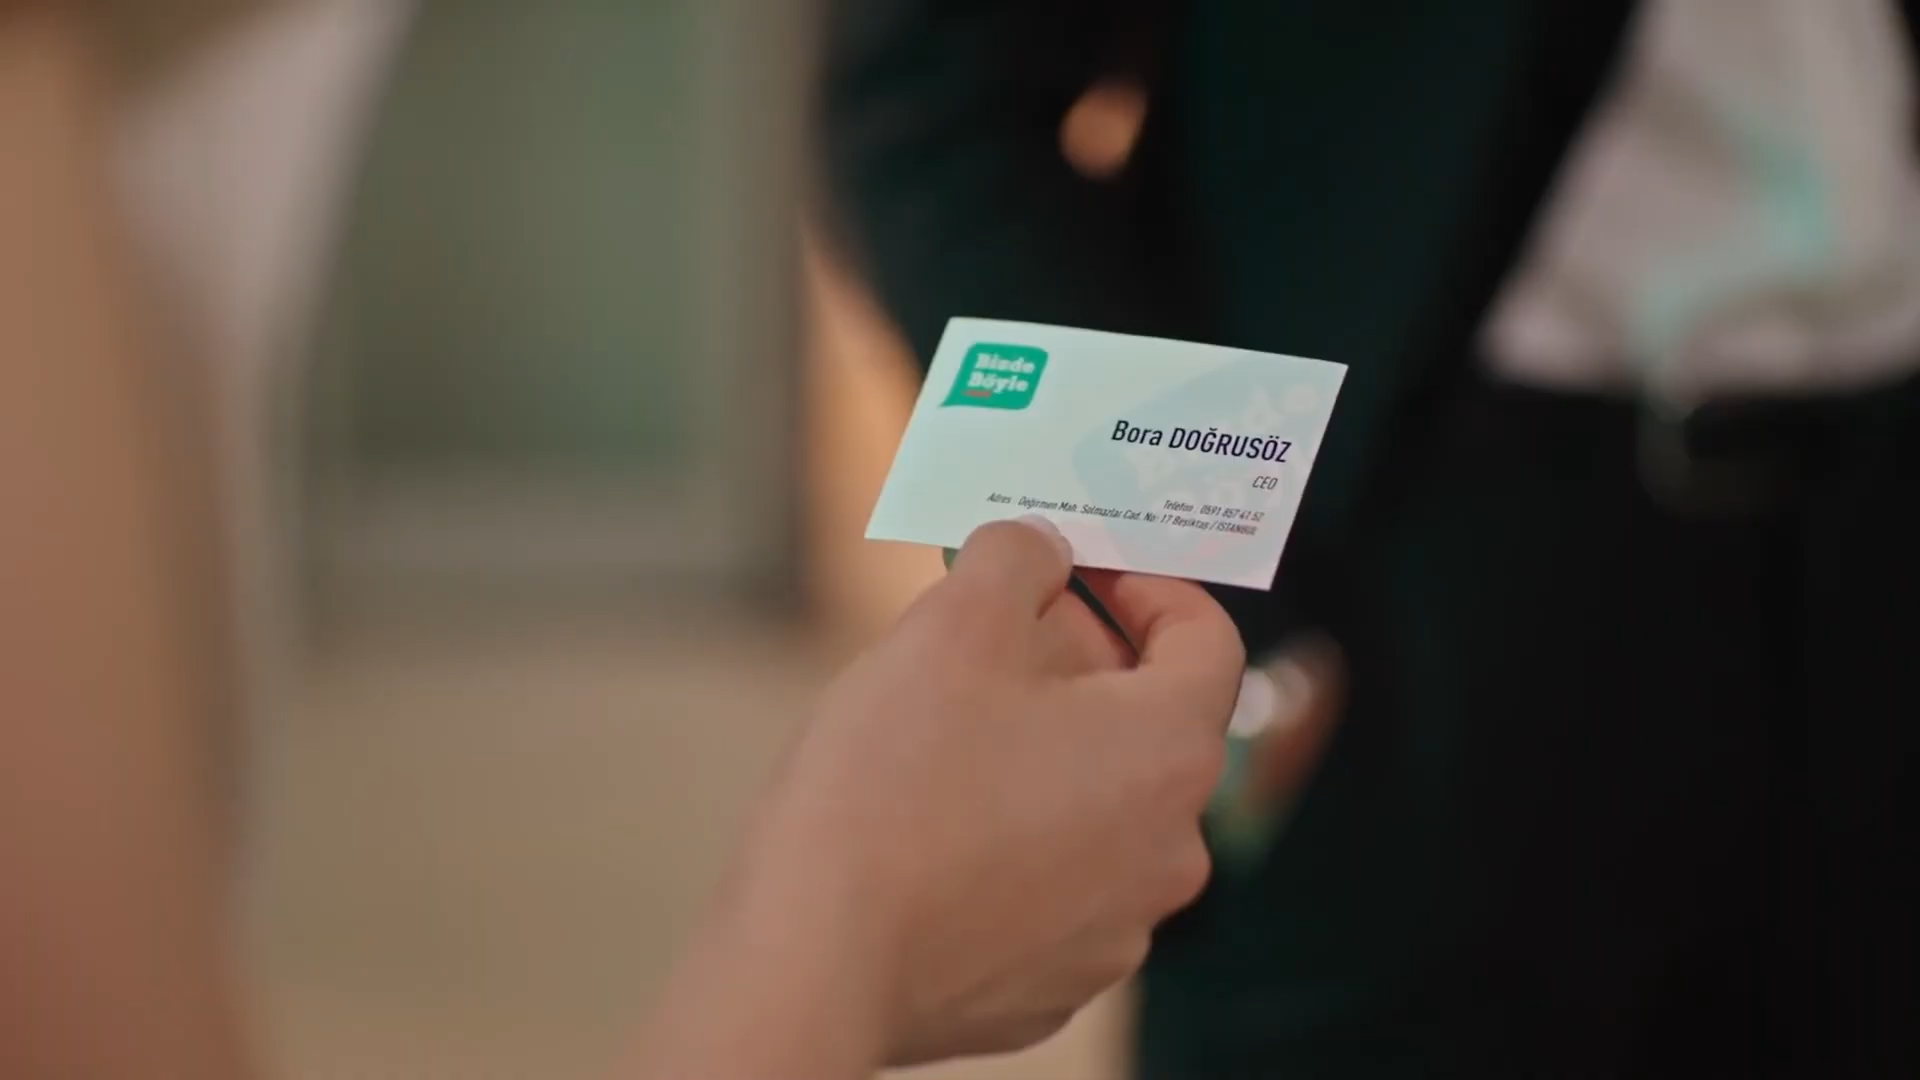 Bizde
Böyle
Bora DOĞRUSÖZ
CEO
Telefon : 0591 857 41 52
Adres : Değirmen Mah. Solmazlar Cad. No: 17 Beşiktaş / İSTANBUL